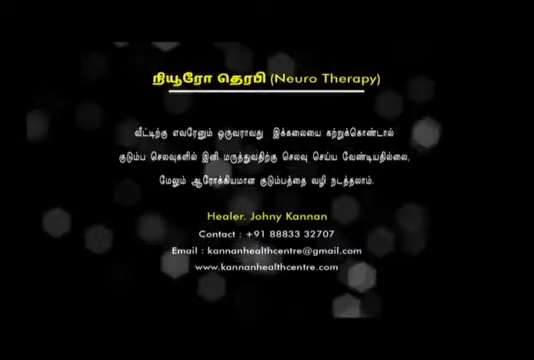 நியூரோ தெரபி (Neuro Therapy)
வீட்டிற்கு எவரேனும் ஒருவராவது இக்கலையை கற்றுக்கொண்டால்
குடும்ப செலவுகளில் இனி மருத்துவதிற்கு செலவு செய்ய வேண்டியதில்லை,
மேலும் ஆரோக்கியமான குடும்பத்தை வழி நடத்தலாம்.
Healer. Johny Kannan
Contact : +91 88833 32707
Email : kannanhealthcentre@gmail.com
www.kannanhealthcentre.com